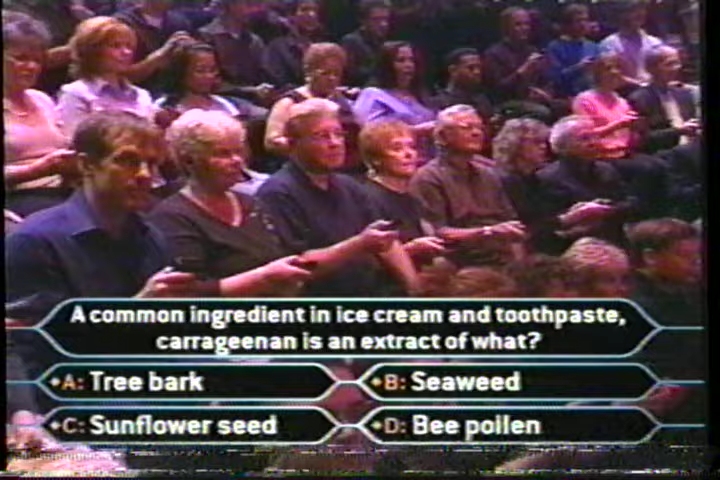 A common ingredient in ice cream and toothpaste,
carrageenan is an extract of what?
A: Tree bark
B: Seaweed
C: Sunflower seed
D: Bee pollen